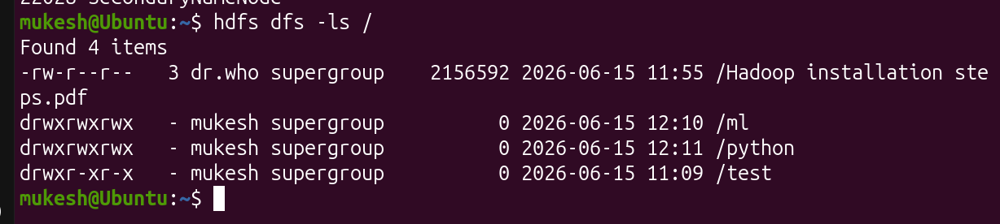 22028 SecondaryNameNode
mukesh@Ubuntu:~$ hdfs dfs -ls /
Found 4 items
-rw-r--r--   3 dr.who supergroup    2156592 2026-06-15 11:55 /Hadoop installation ste
ps.pdf
drwxrwxrwx   - mukesh supergroup          0 2026-06-15 12:10 /ml
drwxrwxrwx   - mukesh supergroup          0 2026-06-15 12:11 /python
drwxr-xr-x   - mukesh supergroup          0 2026-06-15 11:09 /test
mukesh@Ubuntu:~$